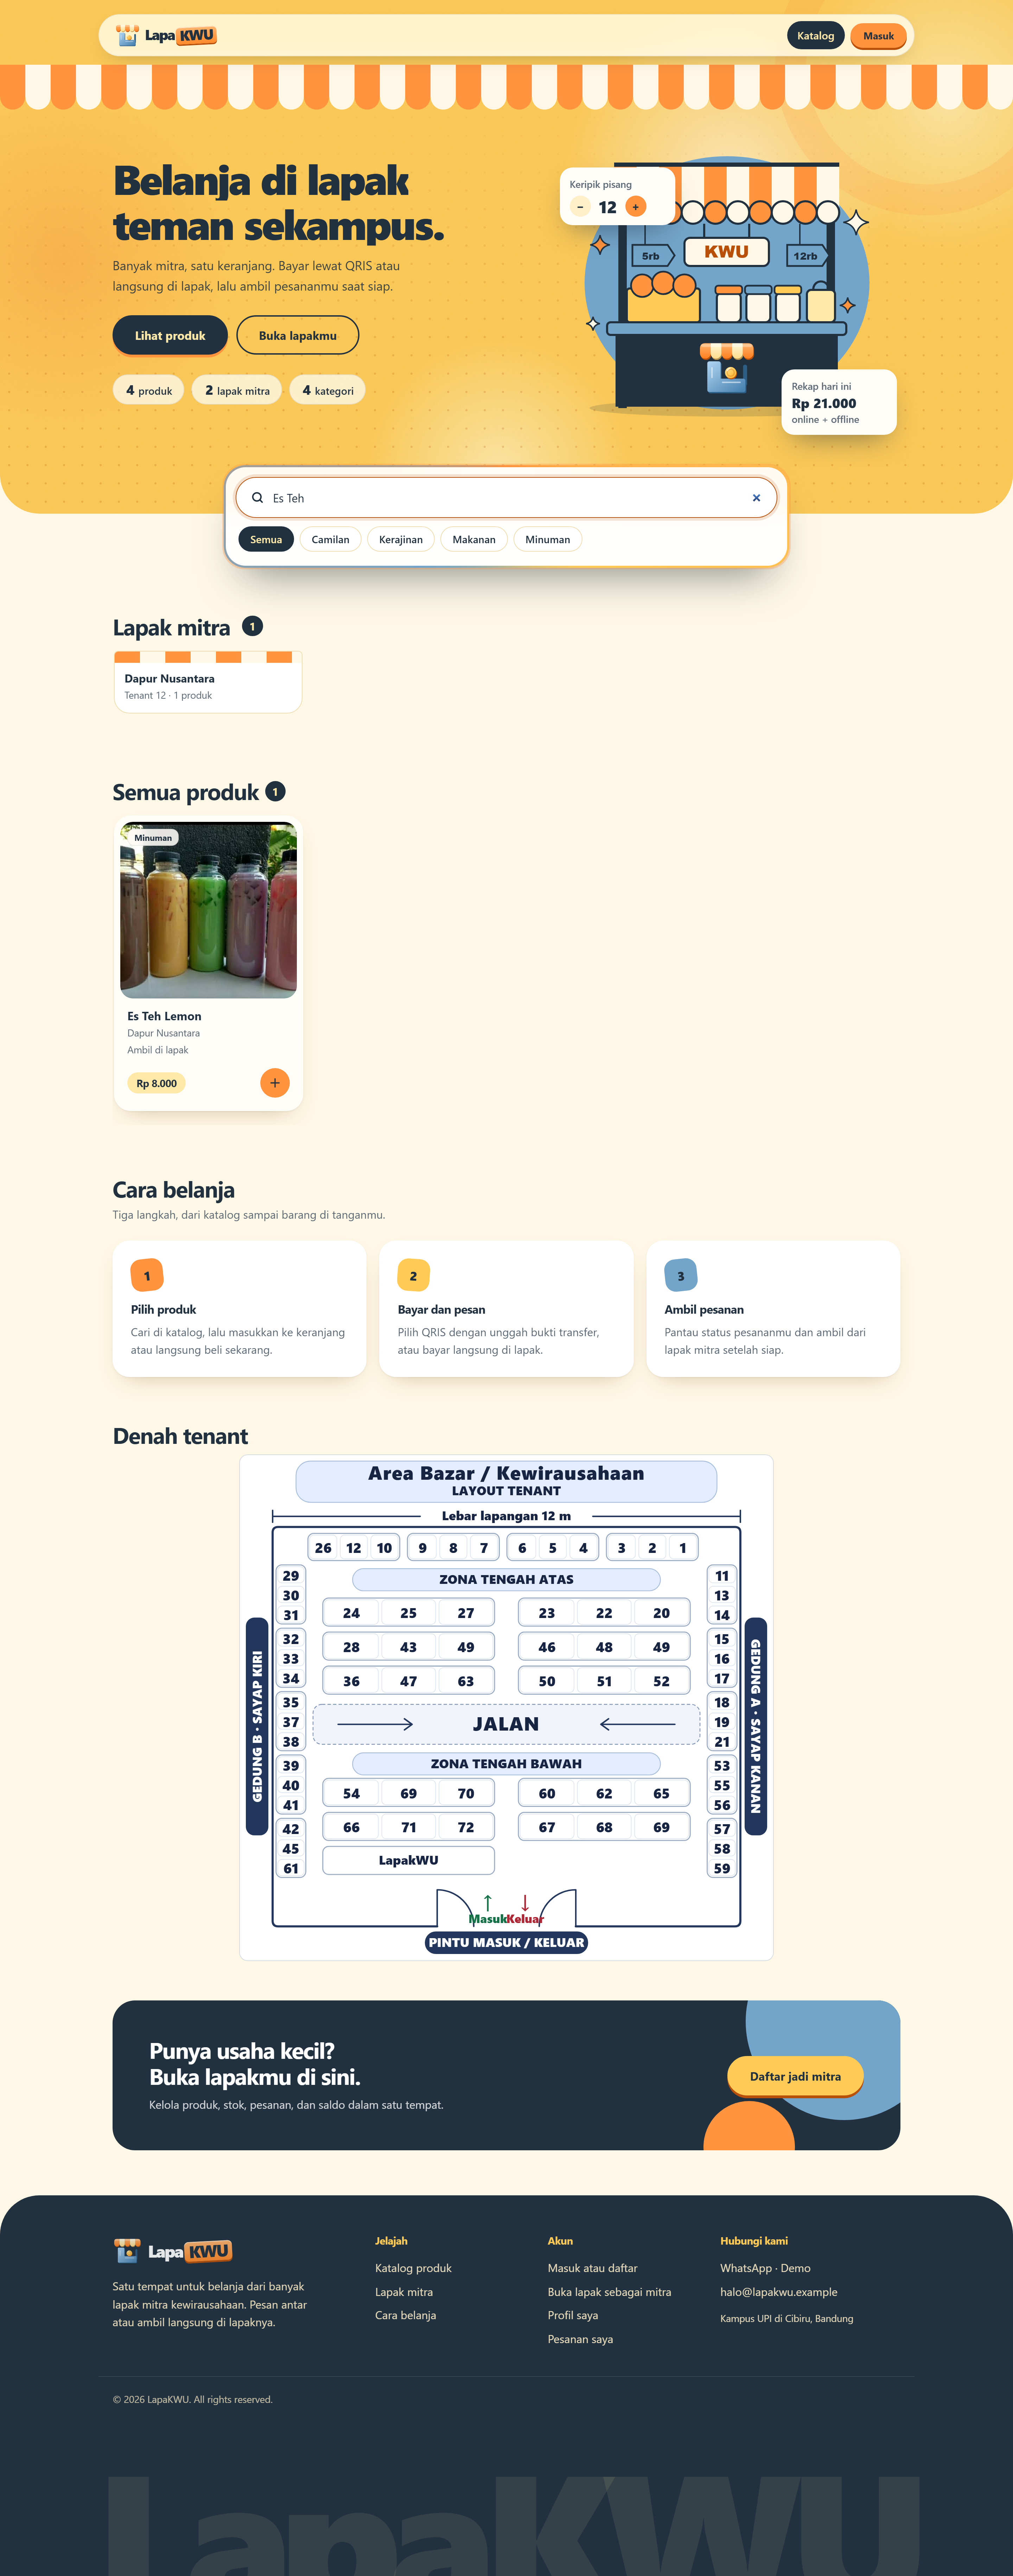 LapaKWU
Katalog
Masuk
Belanja di lapak
teman sekampus.
Banyak mitra, satu keranjang. Bayar lewat QRIS atau
langsung di lapak, lalu ambil pesananmu saat siap.
Lihat produk
Buka lapakmu
4 produk
2 lapak mitra
4 kategori
Keripik pisang
− 12 +
5rb
KWU
12rb
Rekap hari ini
Rp 21.000
online + offline
Es Teh
Semua
Camilan
Kerajinan
Makanan
Minuman
Lapak mitra 1
Dapur Nusantara
Tenant 12 · 1 produk
Semua produk 1
Minuman
Es Teh Lemon
Dapur Nusantara
Ambil di lapak
Rp 8.000
+
Cara belanja
Tiga langkah, dari katalog sampai barang di tanganmu.
1
Pilih produk
Cari di katalog, lalu masukkan ke keranjang
atau langsung beli sekarang.
2
Bayar dan pesan
Pilih QRIS dengan unggah bukti transfer,
atau bayar langsung di lapak.
3
Ambil pesanan
Pantau status pesananmu dan ambil dari
lapak mitra setelah siap.
Denah tenant
Area Bazar / Kewirausahaan
LAYOUT TENANT
Lebar lapangan 12 m
26 12 10 9 8 7 6 5 4 3 2 1
GEDUNG B · SAYAP KIRI
29
30
31
32
33
34
35
37
38
39
40
41
42
45
61
ZONA TENGAH ATAS
24 25 27 23 22 20
28 43 49 46 48 49
36 47 63 50 51 52
JALAN
ZONA TENGAH BAWAH
54 69 70 60 62 65
66 71 72 67 68 69
LapakWU
11
13
14
15
16
17
18
19
21
53
55
56
57
58
59
GEDUNG A · SAYAP KANAN
↑ ↓
Masuk Keluar
PINTU MASUK / KELUAR
Punya usaha kecil?
Buka lapakmu di sini.
Kelola produk, stok, pesanan, dan saldo dalam satu tempat.
Daftar jadi mitra
LapaKWU
Satu tempat untuk belanja dari banyak
lapak mitra kewirausahaan. Pesan antar
atau ambil langsung di lapaknya.
Jelajah
Katalog produk
Lapak mitra
Cara belanja
Akun
Masuk atau daftar
Buka lapak sebagai mitra
Profil saya
Pesanan saya
Hubungi kami
WhatsApp · Demo
halo@lapakwu.example
Kampus UPI di Cibiru, Bandung
© 2026 LapaKWU. All rights reserved.
LapaKWU